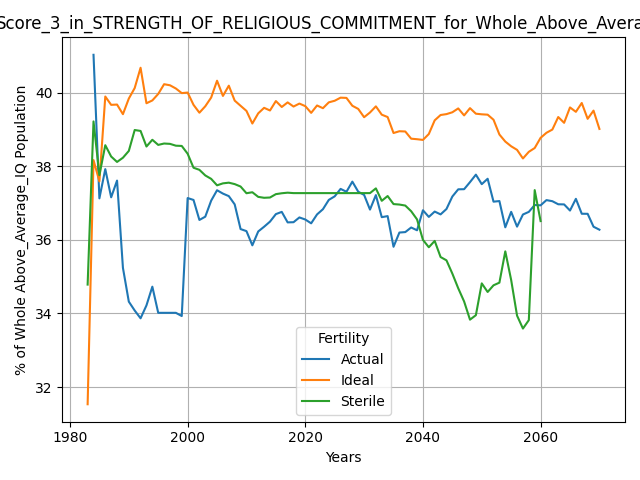 Score_3_in_STRENGTH_OF_RELIGIOUS_COMMITMENT_for_Whole_Above_Avera
% of Whole Above_Average_IQ Population
40
38
36
34
32
Fertility
Actual
Ideal
Sterile
1980
2000
2020
2040
2060
Years